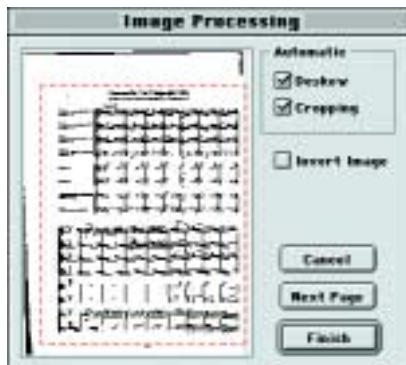 Image Processing
Automatic
Deskew
Cropping
Invert Image
Cancel
Next Page
Finish